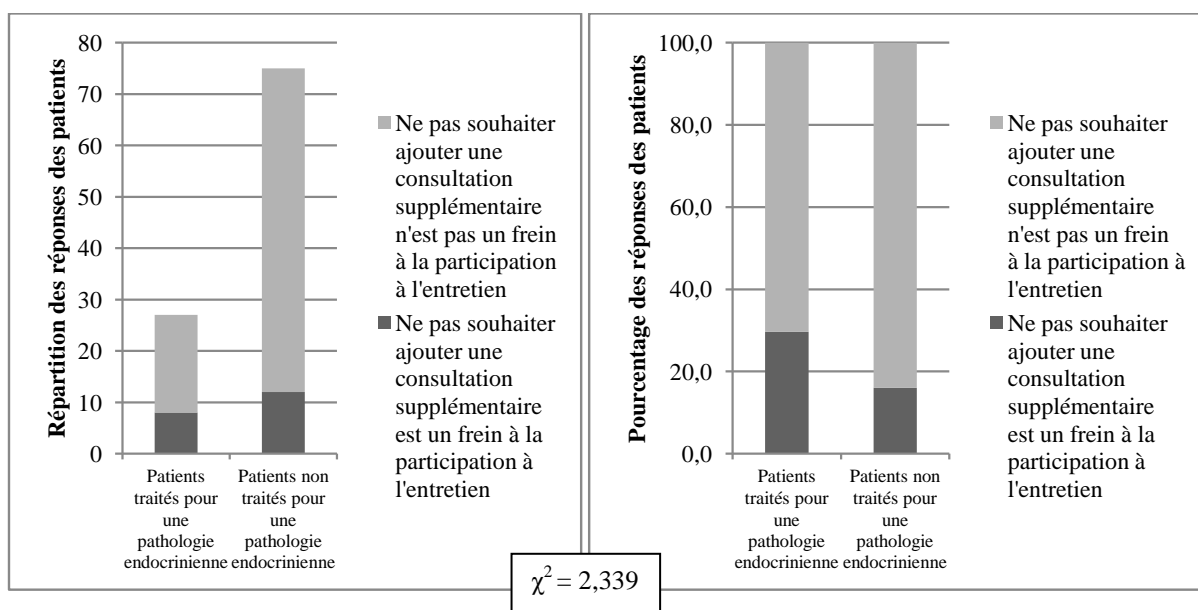 Répartition des réponses des patients
80
70
60
50
40
30
20
10
0
Patients
traités pour
une
pathologie
endocrinienne
Patients non
traités pour
une
pathologie
endocrinienne
Ne pas souhaiter
ajouter une
consultation
supplémentaire
n'est pas un frein
à la participation
à l'entretien
Ne pas souhaiter
ajouter une
consultation
supplémentaire
est un frein à la
participation à
l'entretien
Pourcentage des réponses des patients
100,0
80,0
60,0
40,0
20,0
0,0
Patients
traités pour
une
pathologie
endocrinienne
Patients non
traités pour une
pathologie
endocrinienne
Ne pas souhaiter
ajouter une
consultation
supplémentaire
n'est pas un frein
à la participation à
l'entretien
Ne pas souhaiter
ajouter une
consultation
supplémentaire
est un frein à la
participation à
l'entretien
χ² = 2,339